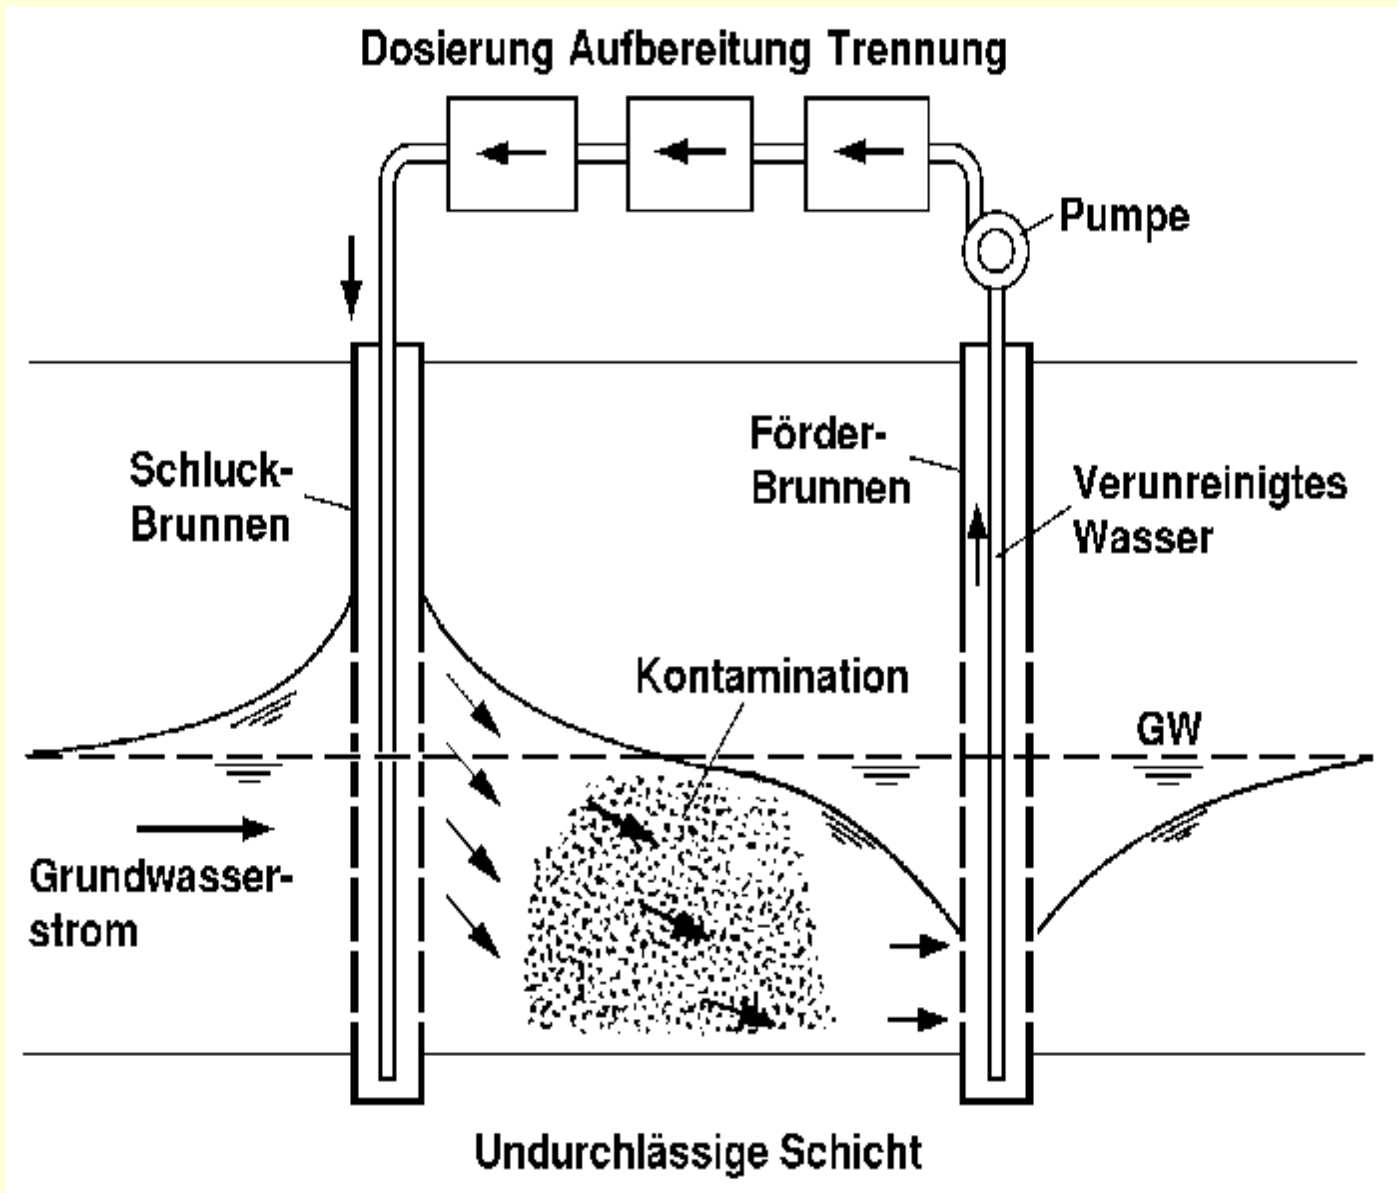 Dosierung Aufbereitung Trennung
Pumpe
Schluck-
Brunnen
Förder-
Brunnen
Verunreinigtes
Wasser
Kontamination
GW
Grundwasser-
strom
Undurchlässige Schicht